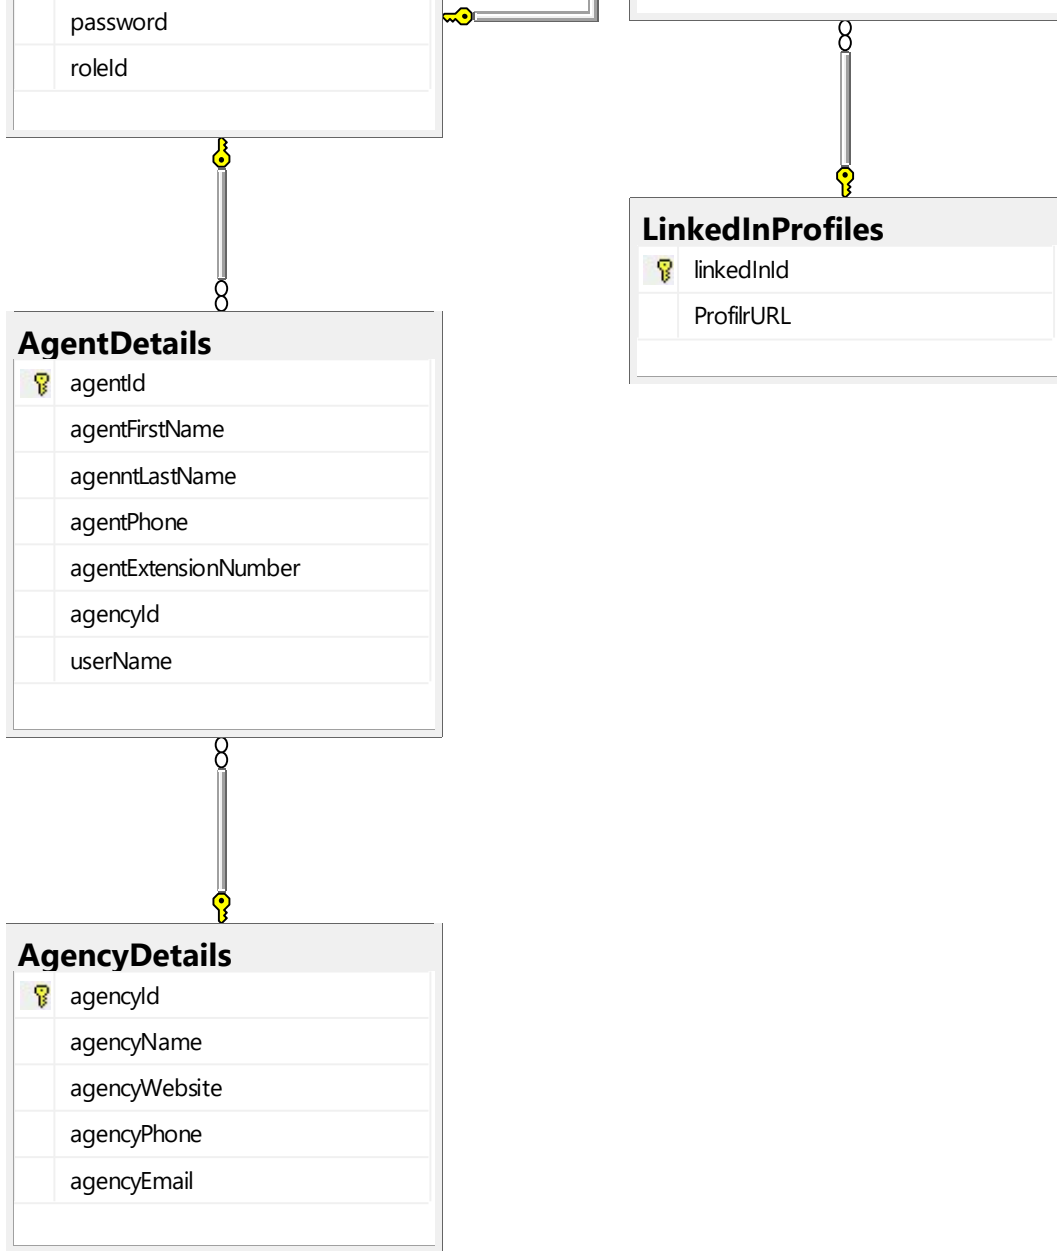 password
roleId
LinkedInProfiles
linkedInId
ProfilrURL
AgentDetails
agentId
agentFirstName
agenntLastName
agentPhone
agentExtensionNumber
agencyId
userName
AgencyDetails
agencyId
agencyName
agencyWebsite
agencyPhone
agencyEmail